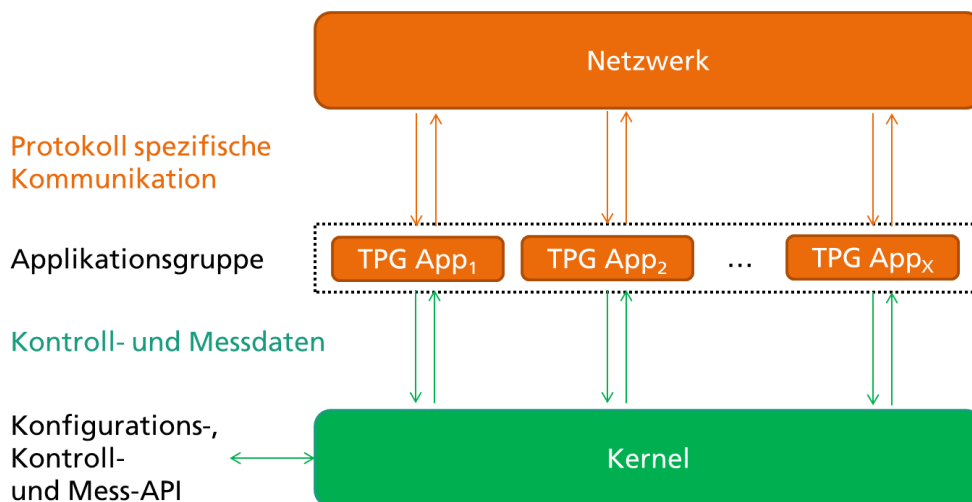 Netzwerk
Protokoll spezifische
Kommunikation
Applikationsgruppe
TPG App₁
TPG App₂
...
TPG Appₓ
Kontroll- und Messdaten
Konfigurations-,
Kontroll-
und Mess-API
Kernel